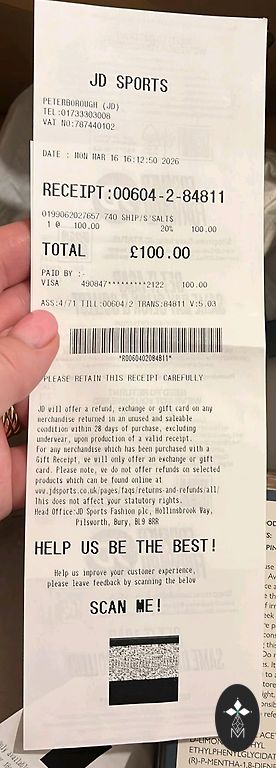 JD SPORTS
PETERBOROUGH (JD)
TEL:01733303008
VAT NO:787440102
DATE : MON MAR 16 16:12:50 2026
RECEIPT:00604-2-84811
0199062027657 740 SHIP/S'SALT&
1 @ 100.00 20% 100.00
TOTAL £100.00
PAID BY :-
VISA 490847**********2122 100.00
ASS:4/71 TILL:00604/2 TRANS:84811 V:5.03
*R0060402084811*
PLEASE RETAIN THIS RECEIPT CAREFULLY
JD will offer a refund, exchange or gift card on any
merchandise returned in an unused and saleable
condition within 28 days of purchase, excluding
underwear, upon production of a valid receipt.
For any merchandise which has been purchased with a
Gift Receipt, we will only offer an exchange or gift
card. Please note, we do not offer refunds on selected
products which can be found online at
www.jdsports.co.uk/pages/faqs/returns-and-refunds/all/
This does not affect your statutory rights.
Head Office:JD Sports Fashion plc, Hollinsbrook Way,
Pilsworth, Bury, BL9 8RR
HELP US BE THE BEST!
Help us improve your customer experience,
please leave feedback by scanning the below
SCAN ME!
ETHYLPHENYLGLYCIDA
(R)-P-MENTHA-1,8-DIENE